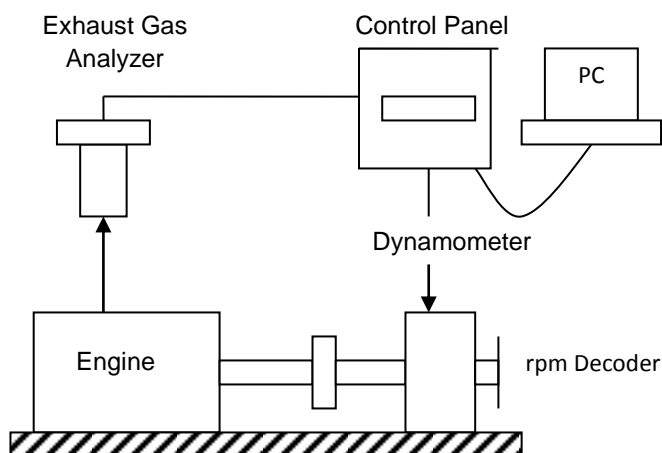 Exhaust Gas
Analyzer
Control Panel
PC
Dynamometer
Engine
rpm Decoder